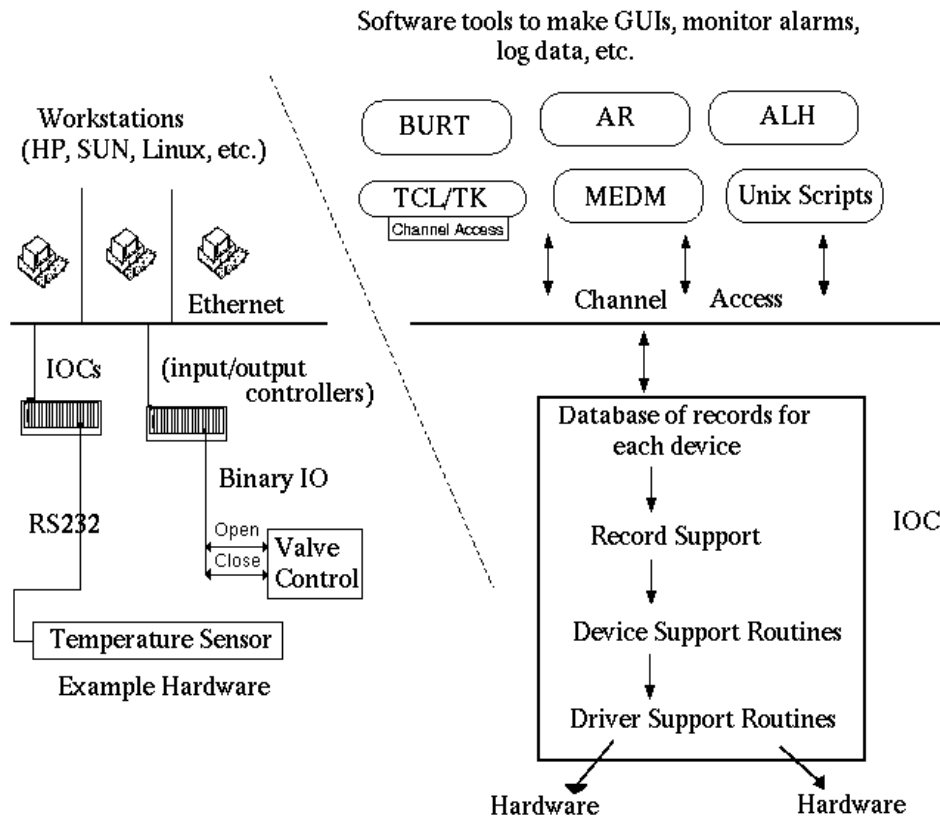 Software tools to make GUIs, monitor alarms,
log data, etc.
Workstations
(HP, SUN, Linux, etc.)
BURT
AR
ALH
TCL/TK
MEDM
Unix Scripts
Channel Access
Ethernet
Channel Access
IOCs
(input/output
controllers)
Database of records for
each device
Binary IO
RS232
IOC
Open
Valve
Close
Control
Record Support
Temperature Sensor
Device Support Routines
Example Hardware
Driver Support Routines
Hardware
Hardware